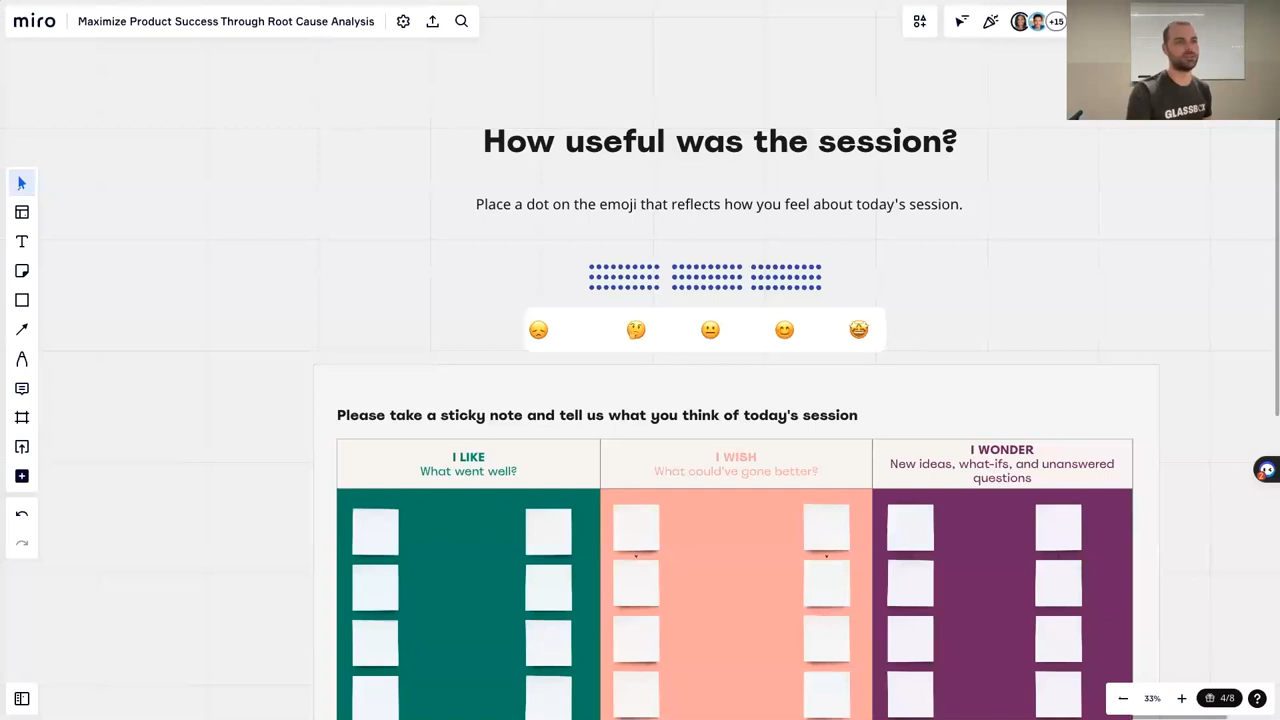 miro
Maximize Product Success Through Root Cause Analysis
+15
GLASSBOX
How useful was the session?
Place a dot on the emoji that reflects how you feel about today's session.
Please take a sticky note and tell us what you think of today's session
I LIKE
What went well?
I WISH
What could've gone better?
I WONDER
New ideas, what-ifs, and unanswered
questions
33%
4/8
?